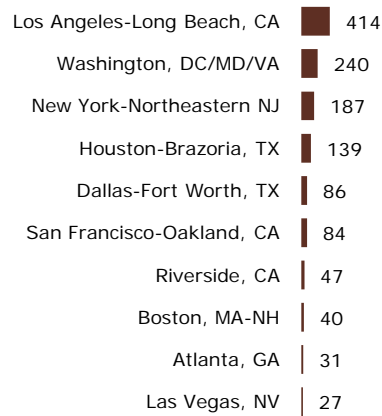 Los Angeles-Long Beach, CA 414
Washington, DC/MD/VA 240
New York-Northeastern NJ 187
Houston-Brazoria, TX 139
Dallas-Fort Worth, TX 86
San Francisco-Oakland, CA 84
Riverside, CA 47
Boston, MA-NH 40
Atlanta, GA 31
Las Vegas, NV 27